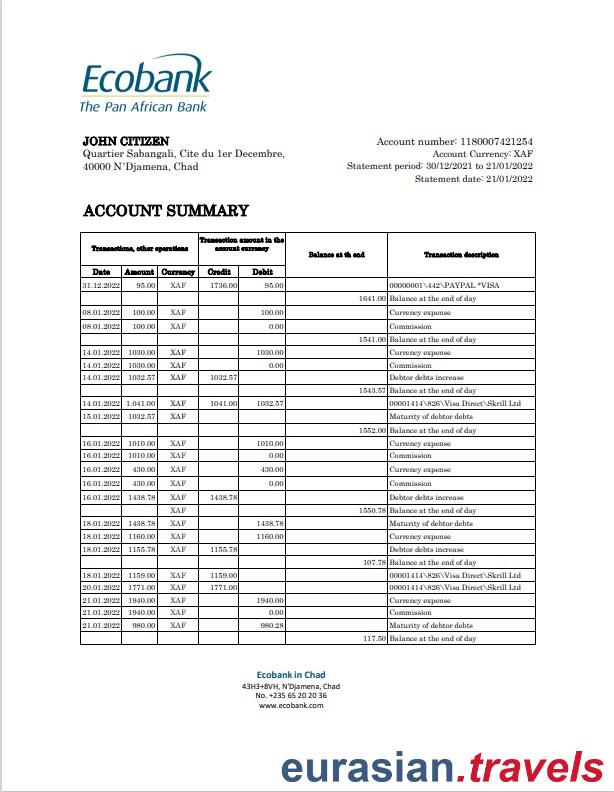 Ecobank
The Pan African Bank
JOHN CITIZEN
Quartier Sabangali, Cite du 1er Decembre,
40000 N’Djamena, Chad
Account number: 1180007421254
Account Currency: XAF
Statement period: 30/12/2021 to 21/01/2022
Statement date: 21/01/2022
ACCOUNT SUMMARY
Transactions, other operations Transaction amount in the account currency Balance at th end Transaction description
Date Amount Currency Credit Debit
31.12.2022 95.00 XAF 1736.00 95.00 00000001\442\PAYPAL *VISA
1641.00 Balance at the end of day
08.01.2022 100.00 XAF 100.00 Currency expense
08.01.2022 100.00 XAF 0.00 Commission
1541.00 Balance at the end of day
14.01.2022 1030.00 XAF 1030.00 Currency expense
14.01.2022 1030.00 XAF 0.00 Commission
14.01.2022 1032.57 XAF 1032.57 Debtor debts increase
1543.57 Balance at the end of day
14.01.2022 1,041.00 XAF 1041.00 1032.57 00001414\826\Visa Direct\Skrill Ltd
15.01.2022 1032.57 XAF Maturity of debtor debts
1552.00 Balance at the end of day
16.01.2022 1010.00 XAF 1010.00 Currency expense
16.01.2022 1010.00 XAF 0.00 Commission
16.01.2022 430.00 XAF 430.00 Currency expense
16.01.2022 430.00 XAF 0.00 Commission
16.01.2022 1438.78 XAF 1438.78 Debtor debts increase
XAF 1550.78 Balance at the end of day
18.01.2022 1438.78 XAF 1438.78 Maturity of debtor debts
18.01.2022 1160.00 XAF 1160.00 Currency expense
18.01.2022 1155.78 XAF 1155.78 Debtor debts increase
107.78 Balance at the end of day
18.01.2022 1159.00 XAF 1159.00 00001414\826\Visa Direct\Skrill Ltd
20.01.2022 1771.00 XAF 1771.00 00001414\826\Visa Direct\Skrill Ltd
21.01.2022 1940.00 XAF 1940.00 Currency expense
21.01.2022 1940.00 XAF 0.00 Commission
21.01.2022 980.00 XAF 980.28 Maturity of debtor debts
117.50 Balance at the end of day
Ecobank in Chad
43H3+8VH, N'Djamena, Chad
No. +235 65 20 20 36
www.ecobank.com
eurasian.travels